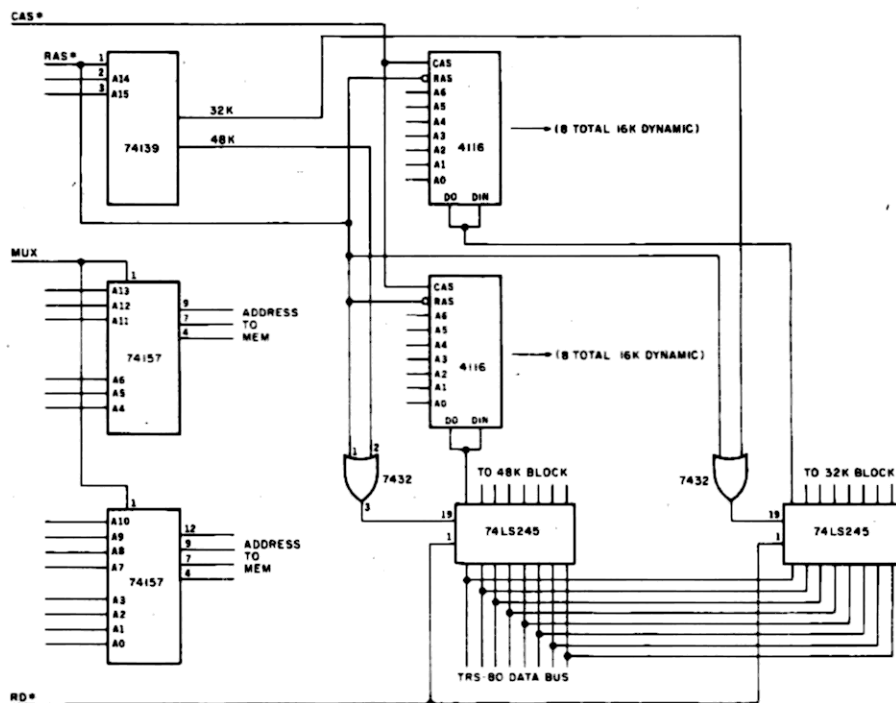 CAS*
RAS*
1
2
A14
3
A15
32K
48K
74139
CAS
RAS
A6
A5
A4
A3
A2
A1
A0
4116
DO DIN
(8 TOTAL 16K DYNAMIC)
MUX
1
A13
A12
A11
A6
A5
A4
74157
9
7
4
ADDRESS
TO
MEM
CAS
RAS
A6
A5
A4
A3
A2
A1
A0
4116
DO DIN
(8 TOTAL 16K DYNAMIC)
1
2
7432
3
TO 48K BLOCK
19
1
74LS245
7432
TO 32K BLOCK
19
1
74LS245
1
A10
A9
A8
A7
A3
A2
A1
A0
74157
12
9
7
4
ADDRESS
TO
MEM
TRS-80 DATA BUS
RD*